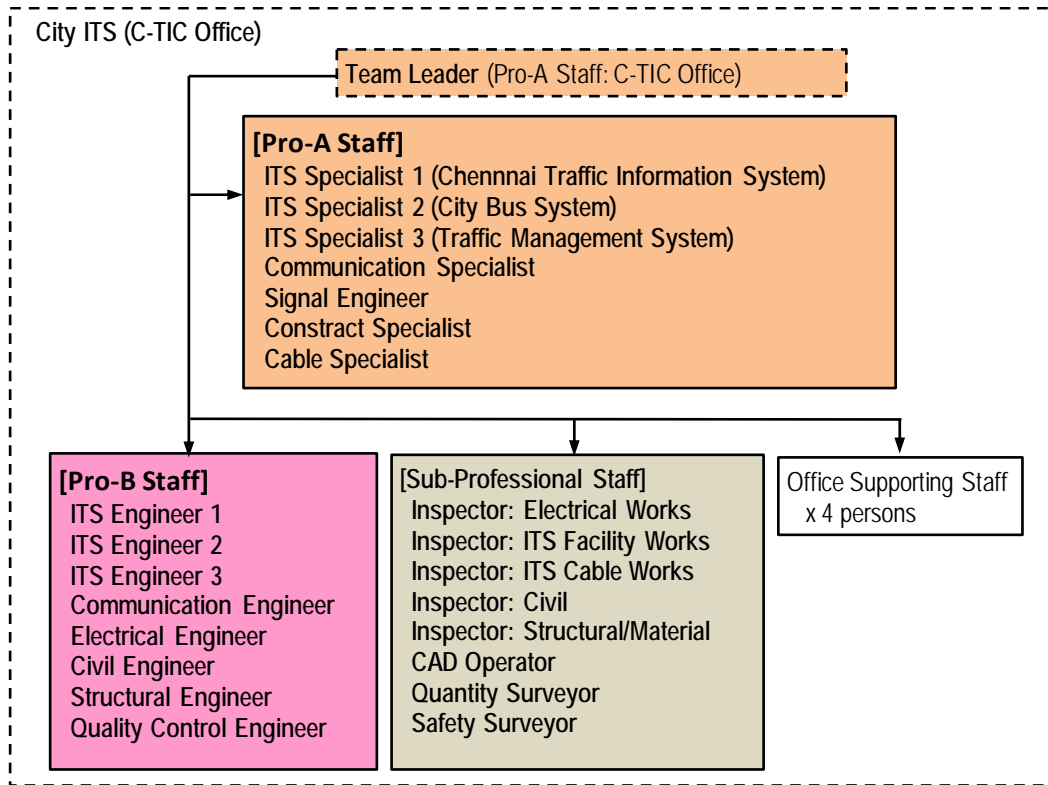 City ITS (C-TIC Office)
Team Leader (Pro-A Staff: C-TIC Office)
[Pro-A Staff]
ITS Specialist 1 (Chennnai Traffic Information System)
ITS Specialist 2 (City Bus System)
ITS Specialist 3 (Traffic Management System)
Communication Specialist
Signal Engineer
Constract Specialist
Cable Specialist
[Pro-B Staff]
ITS Engineer 1
ITS Engineer 2
ITS Engineer 3
Communication Engineer
Electrical Engineer
Civil Engineer
Structural Engineer
Quality Control Engineer
[Sub-Professional Staff]
Inspector: Electrical Works
Inspector: ITS Facility Works
Inspector: ITS Cable Works
Inspector: Civil
Inspector: Structural/Material
CAD Operator
Quantity Surveyor
Safety Surveyor
Office Supporting Staff
x 4 persons